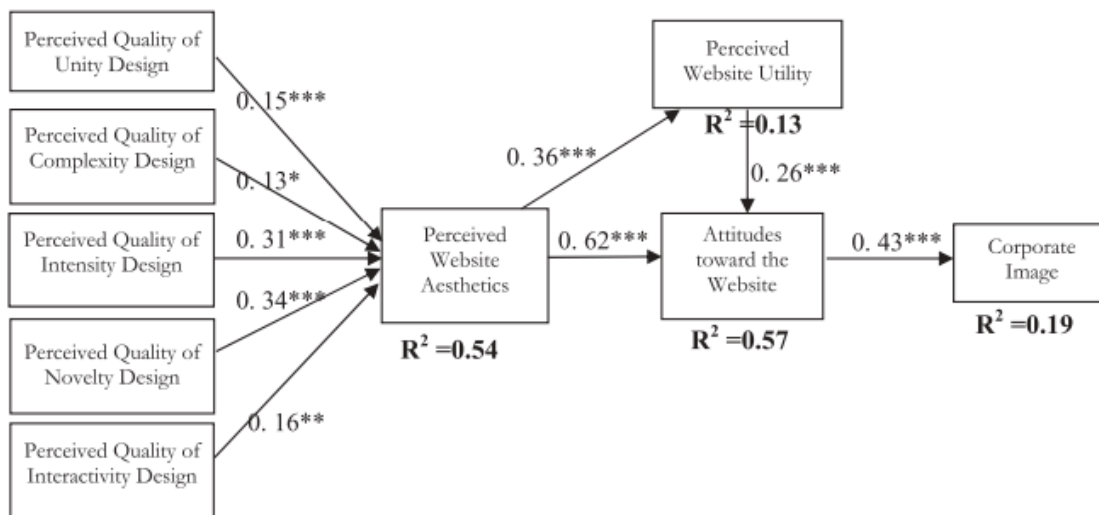 Perceived Quality of
Unity Design
0. 15***
Perceived Quality of
Complexity Design
0.13*
Perceived Quality of
Intensity Design
0. 31***
Perceived Quality of
Novelty Design
0. 34***
Perceived Quality of
Interactivity Design
0. 16**
Perceived
Website
Aesthetics
R² =0.54
0. 36***
Perceived
Website Utility
R² =0.13
0. 26***
0. 62***
Attitudes
toward the
Website
R² =0.57
0. 43***
Corporate
Image
R² =0.19